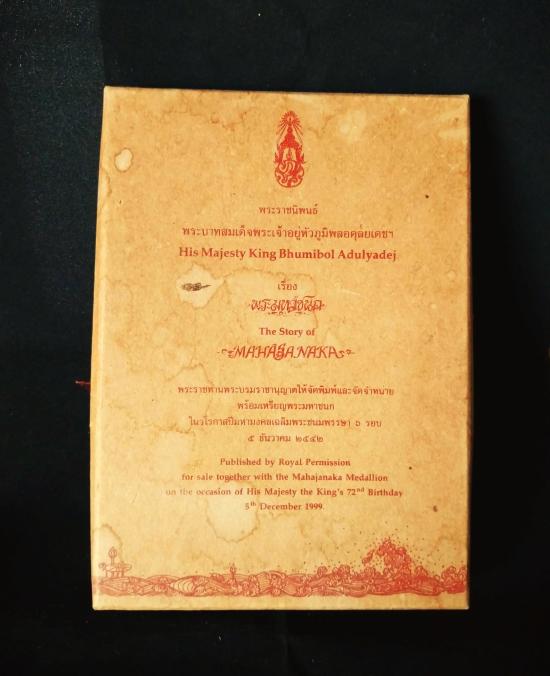 พระราชนิพนธ์
พระบาทสมเด็จพระเจ้าอยู่หัวภูมิพลอดุลยเดชฯ
His Majesty King Bhumibol Adulyadej
เรื่อง
พระมหาชนก
The Story of
MAHAJANAKA
พระราชทานพระบรมราชานุญาตให้จัดพิมพ์และจัดจำหน่าย
พร้อมเหรียญพระมหาชนก
ในวโรกาสปีมหามงคลเฉลิมพระชนมพรรษา ๖ รอบ
๕ ธันวาคม ๒๕๔๒
Published by Royal Permission
for sale together with the Mahajanaka Medallion
on the occasion of His Majesty the King's 72nd Birthday
5th December 1999.